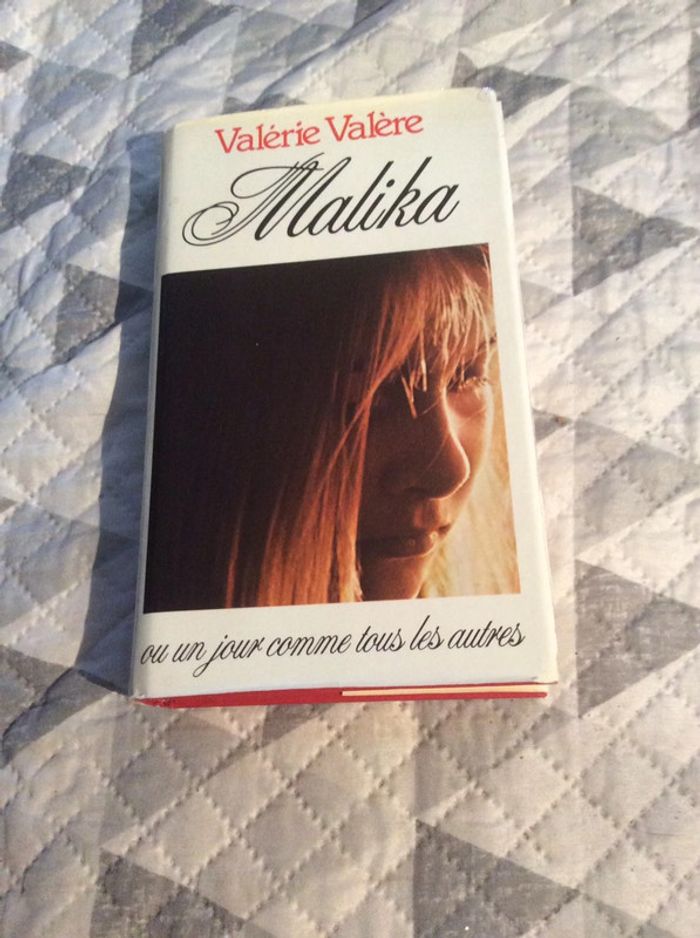 Valérie Valère
Malika
ou un jour comme tous les autres